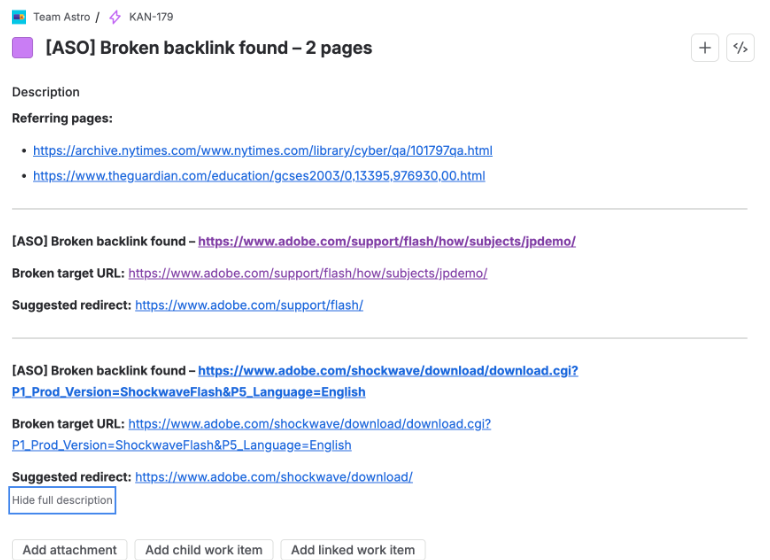 Team Astro / KAN-179
[ASO] Broken backlink found – 2 pages
Description
Referring pages:
• https://archive.nytimes.com/www.nytimes.com/library/cyber/qa/101797qa.html
• https://www.theguardian.com/education/gcses2003/0,13395,976930,00.html
[ASO] Broken backlink found – https://www.adobe.com/support/flash/how/subjects/jpdemo/
Broken target URL: https://www.adobe.com/support/flash/how/subjects/jpdemo/
Suggested redirect: https://www.adobe.com/support/flash/
[ASO] Broken backlink found – https://www.adobe.com/shockwave/download/download.cgi?
P1_Prod_Version=ShockwaveFlash&P5_Language=English
Broken target URL: https://www.adobe.com/shockwave/download/download.cgi?
P1_Prod_Version=ShockwaveFlash&P5_Language=English
Suggested redirect: https://www.adobe.com/shockwave/download/
Hide full description
Add attachment Add child work item Add linked work item